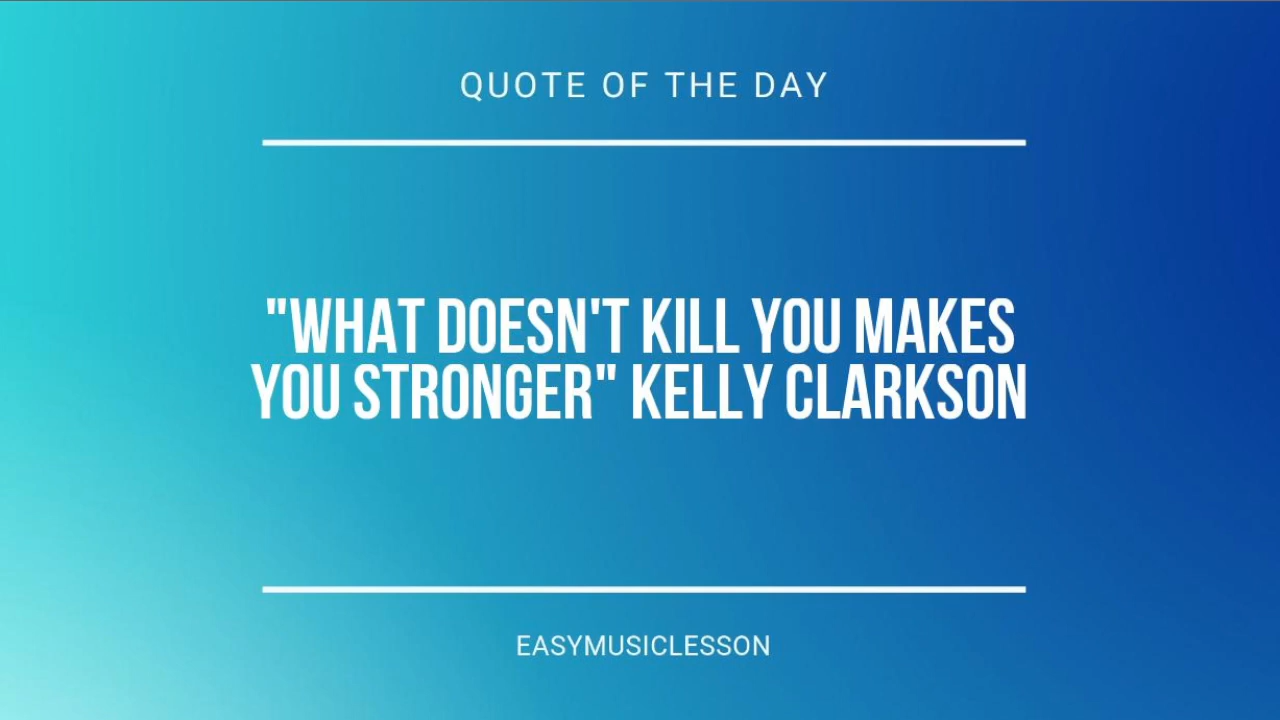 QUOTE OF THE DAY
"WHAT DOESN'T KILL YOU MAKES
YOU STRONGER" KELLY CLARKSON
EASYMUSICLESSON